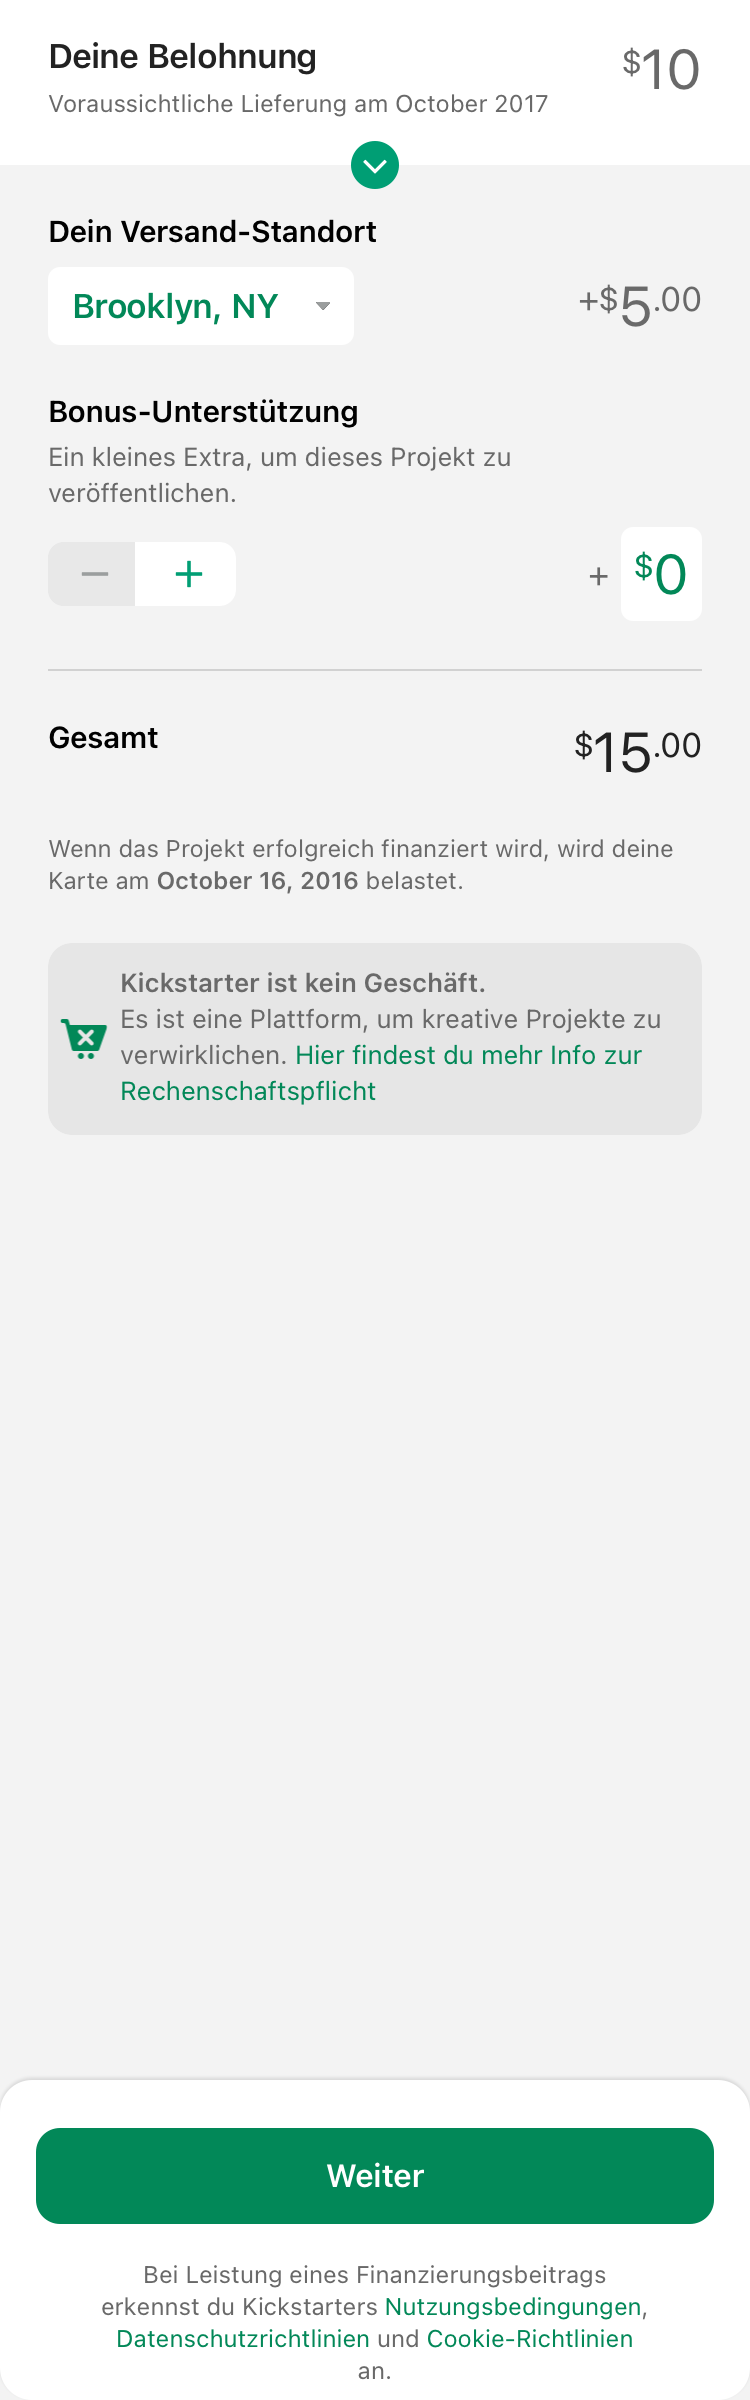 Deine Belohnung
$10
Voraussichtliche Lieferung am October 2017
Dein Versand-Standort
Brooklyn, NY
+$5.00
Bonus-Unterstützung
Ein kleines Extra, um dieses Projekt zu
veröffentlichen.
− +
+ $0
Gesamt
$15.00
Wenn das Projekt erfolgreich finanziert wird, wird deine
Karte am October 16, 2016 belastet.
Kickstarter ist kein Geschäft.
Es ist eine Plattform, um kreative Projekte zu
verwirklichen. Hier findest du mehr Info zur
Rechenschaftspflicht
Weiter
Bei Leistung eines Finanzierungsbeitrags
erkennst du Kickstarters Nutzungsbedingungen,
Datenschutzrichtlinien und Cookie-Richtlinien
an.